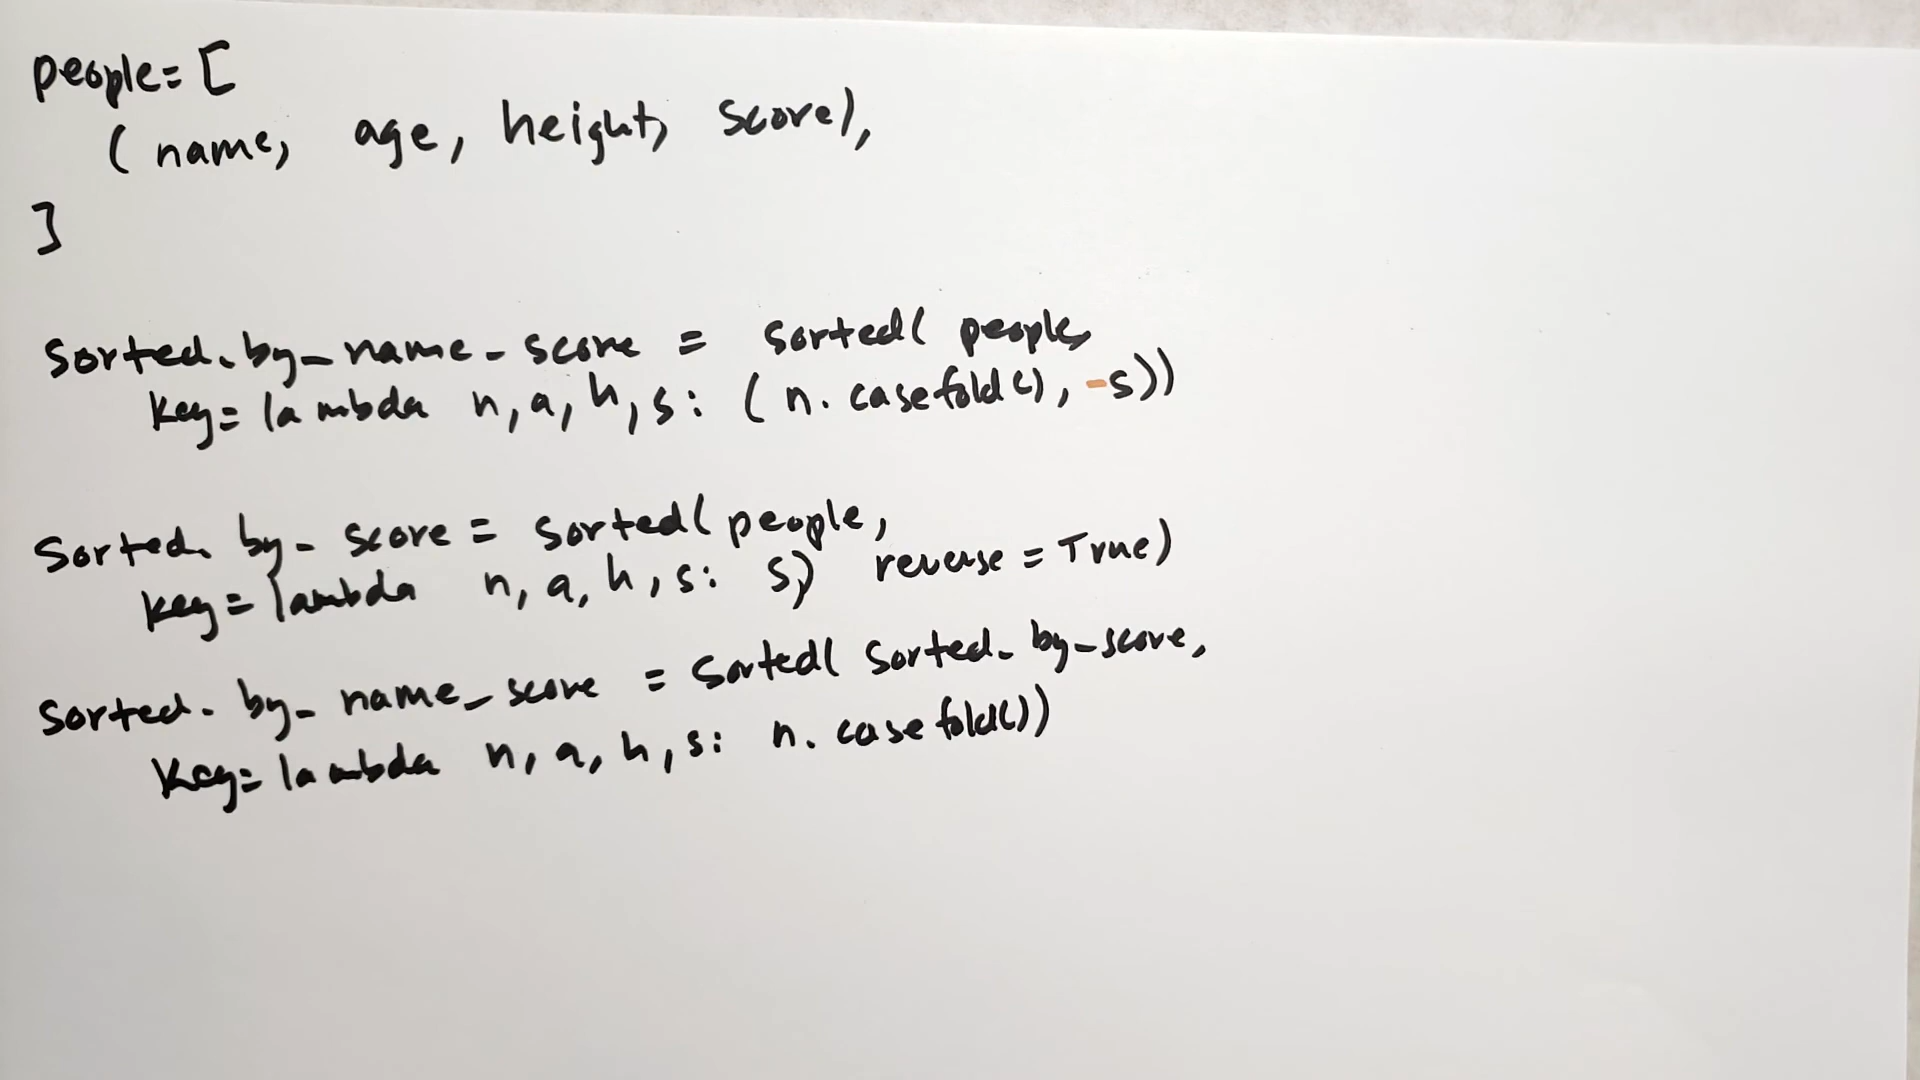 people=[
(name, age, height, score),
]
sorted_by_name_score = sorted( people,
key=lambda n,a,h,s: (n.casefold(), -s))
sorted_by_score = sorted(people,
key=lambda n,a,h,s: s, reverse=True)
sorted_by_name_score = sorted( sorted_by_score,
key=lambda n,a,h,s: n.casefold())